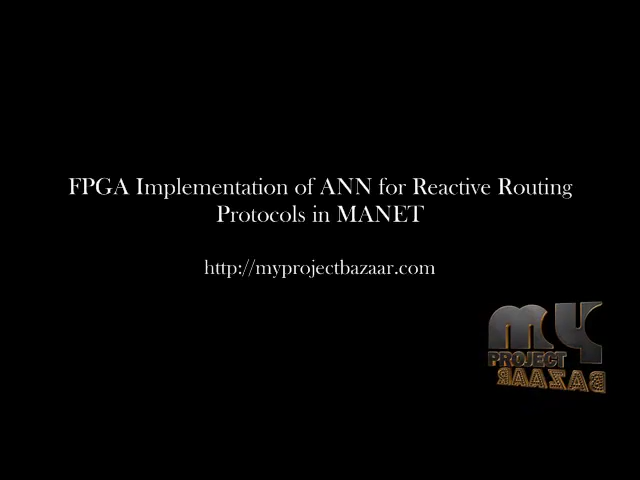 FPGA Implementation of ANN for Reactive Routing
Protocols in MANET
http://myprojectbazaar.com
MY
PROJECT
BAZAAR